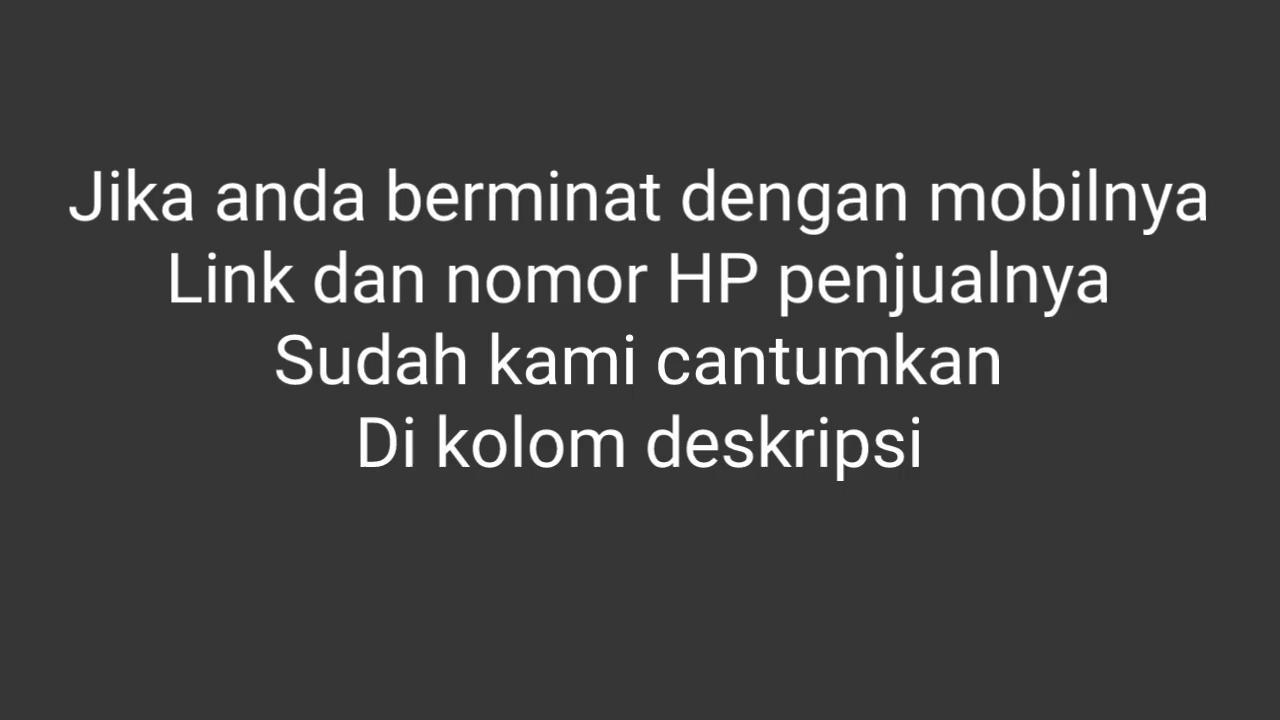 Jika anda berminat dengan mobilnya
Link dan nomor HP penjualnya
Sudah kami cantumkan
Di kolom deskripsi